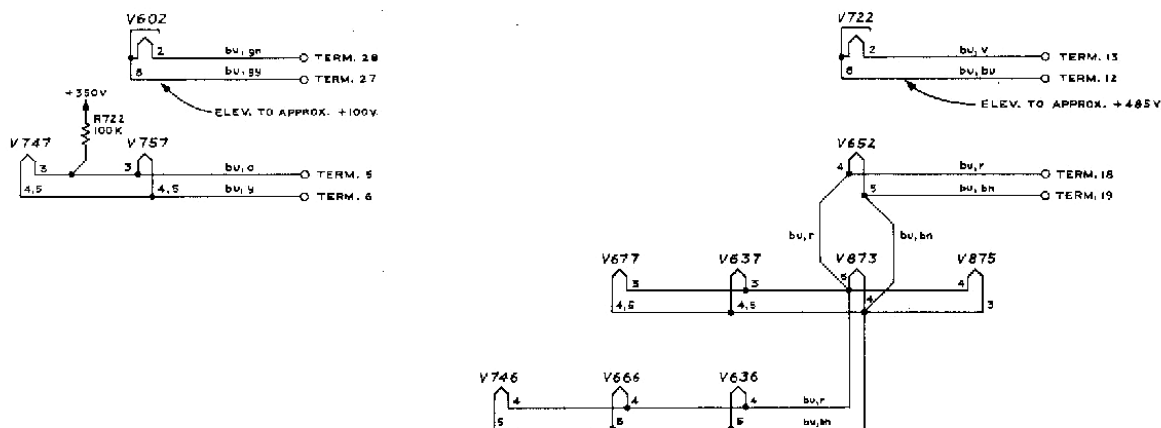 V602
2 bu, gn TERM. 28
8 bu, gy TERM. 27
ELEV. TO APPROX. +100V
+350V
R722
100K
V747 V757
3 3 bu, o TERM. 5
4,5 4,5 bu, y TERM. 6
V722
2 bu, v TERM. 13
8 bu, bu TERM. 12
ELEV. TO APPROX. +485V
V652
4 bu, r TERM. 18
5 bu, bn TERM. 19
bu, r bu, bn
V677 V637 V873 V875
3 3 5 4
4,5 4,5 4 3
V746 V666 V636
4 4 4 bu, r
5 5 5 bu, bn